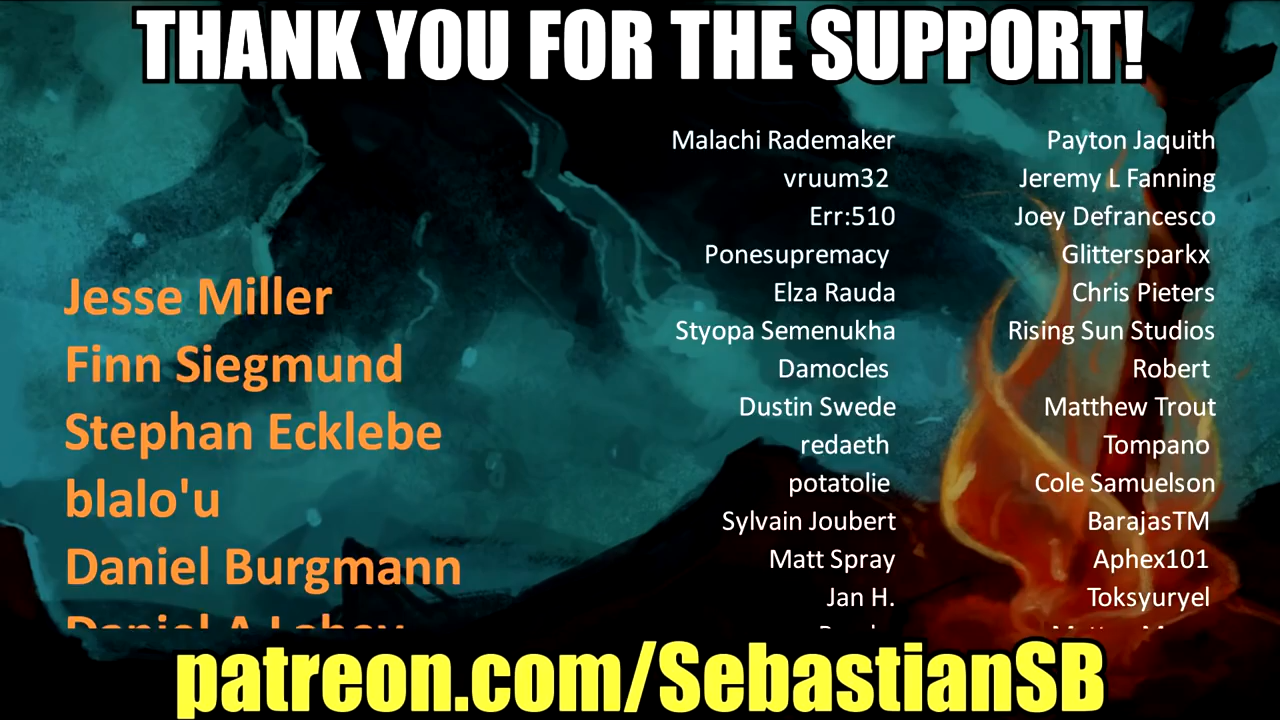 THANK YOU FOR THE SUPPORT!
Jesse Miller
Finn Siegmund
Stephan Ecklebe
blalo'u
Daniel Burgmann
Malachi Rademaker
vruum32
Err:510
Ponesupremacy
Elza Rauda
Styopa Semenukha
Damocles
Dustin Swede
redaeth
potatolie
Sylvain Joubert
Matt Spray
Jan H.
Payton Jaquith
Jeremy L Fanning
Joey Defrancesco
Glittersparkx
Chris Pieters
Rising Sun Studios
Robert
Matthew Trout
Tompano
Cole Samuelson
BarajasTM
Aphex101
Toksyuryel
patreon.com/SebastianSB